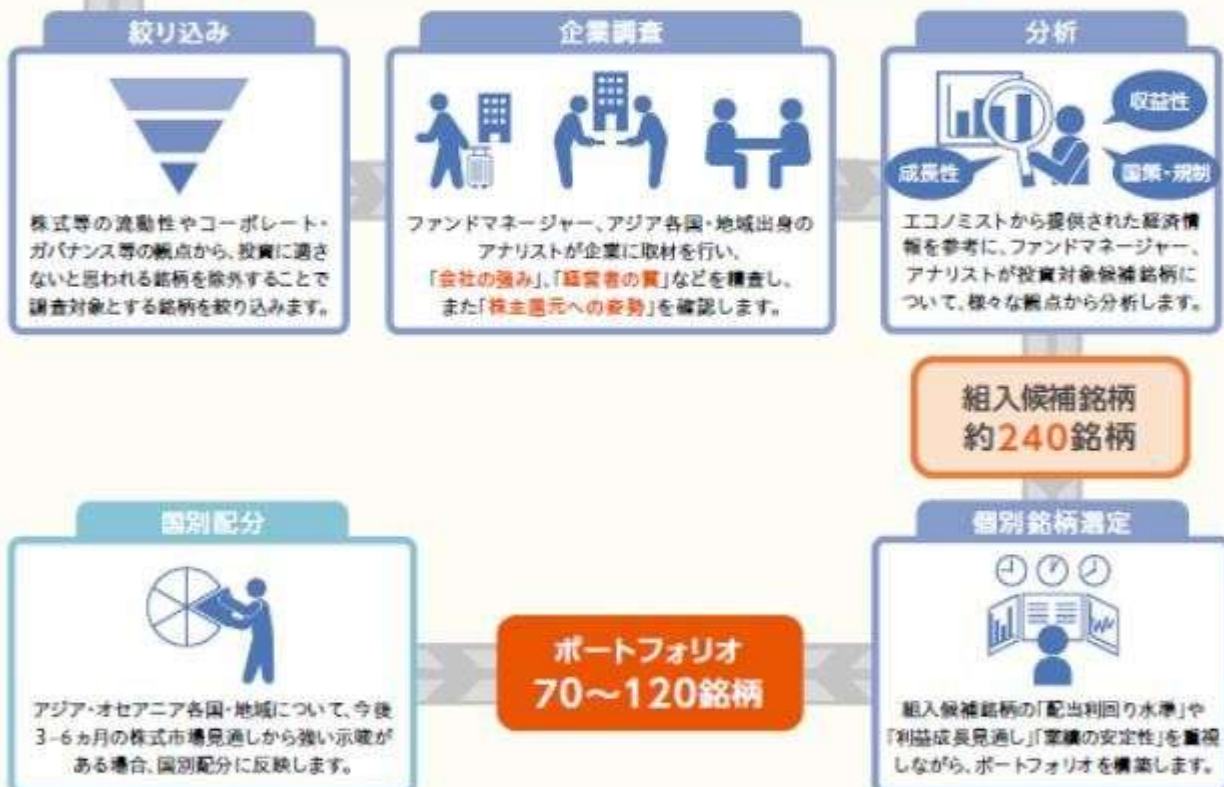 絞り込み
株式等の流動性やコーポレート・
ガバナンス等の観点から、投資に適さ
ないと思われる銘柄を除外することで
調査対象とする銘柄を絞り込みます。
企業調査
ファンドマネージャー、アジア各国・地域出身の
アナリストが企業に取材を行い、
「会社の強み」、「経営者の質」などを精査し、
また「株主還元への姿勢」を確認します。
分析
収益性
成長性
国策・規制
エコノミストから提供された経済情
報を参考に、ファンドマネージャー、
アナリストが投資対象候補銘柄に
ついて、様々な観点から分析します。
組入候補銘柄
約240銘柄
国別配分
アジア・オセアニア各国・地域について、今後
3-6ヵ月の株式市場見通しから強い示唆が
ある場合、国別配分に反映します。
ポートフォリオ
70~120銘柄
個別銘柄選定
組入候補銘柄の「配当利回り水準」や
「利益成長見通し」「業績の安定性」を重視
しながら、ポートフォリオを構築します。